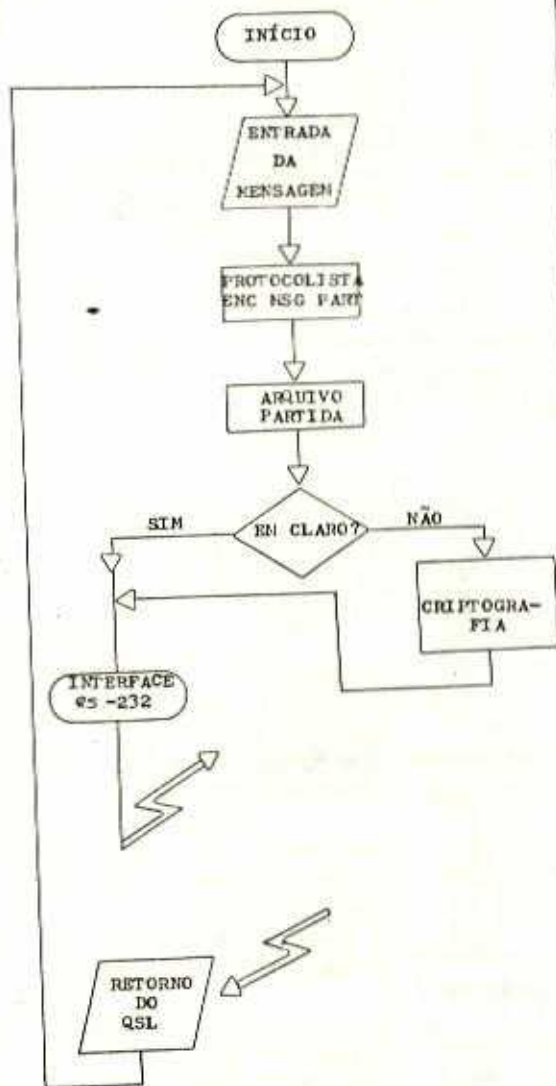 INÍCIO
ENTRADA
DA
MENSAGEN
PROTOCOLISTA
ENC MSG PART
ARQUIVO
PARTIDA
SIM
EN CLARO?
NÃO
CRIPTOGRA-
FIA
INTERFACE
RS-232
RETORNO
DO
QSL